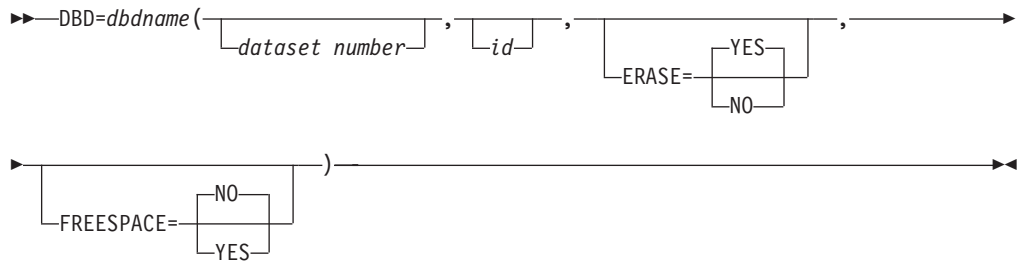 DBD=dbdname( dataset number , id , ERASE= YES NO ,
FREESPACE= NO YES )